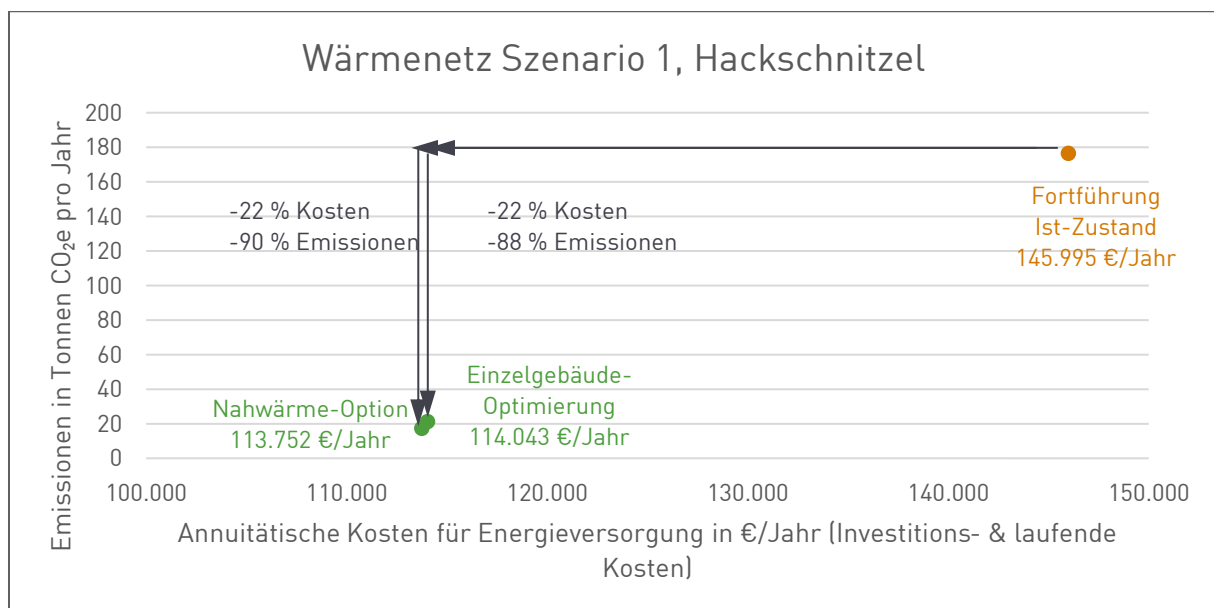 Wärmenetz Szenario 1, Hackschnitzel
Emissionen in Tonnen CO₂e pro Jahr
200
180
160
140
120
100
80
60
40
20
0
-22 % Kosten
-90 % Emissionen
-22 % Kosten
-88 % Emissionen
Fortführung
Ist-Zustand
145.995 €/Jahr
Nahwärme-Option
113.752 €/Jahr
Einzelgebäude-
Optimierung
114.043 €/Jahr
100.000
110.000
120.000
130.000
140.000
150.000
Annuitätische Kosten für Energieversorgung in €/Jahr (Investitions- & laufende
Kosten)